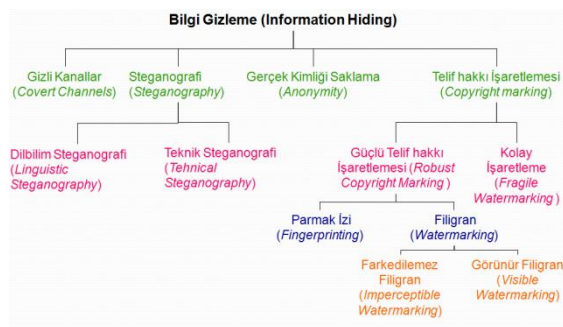 Bilgi Gizleme (Information Hiding)
Gizli Kanallar
(Covert Channels)
Steganografi
(Steganography)
Gerçek Kimliği Saklama
(Anonymity)
Telif hakkı İşaretlemesi
(Copyright marking)
Dilbilim Steganografi
(Linguistic
Steganography)
Teknik Steganografi
(Tehnical
Steganography)
Güçlü Telif hakkı
İşaretlemesi (Robust
Copyright Marking)
Kolay
İşaretleme
(Fragile
Watermarking)
Parmak İzi
(Fingerprinting)
Filigran
(Watermarking)
Farkedilemez
Filigran
(Imperceptible
Watermarking)
Görünür Filigran
(Visible
Watermarking)